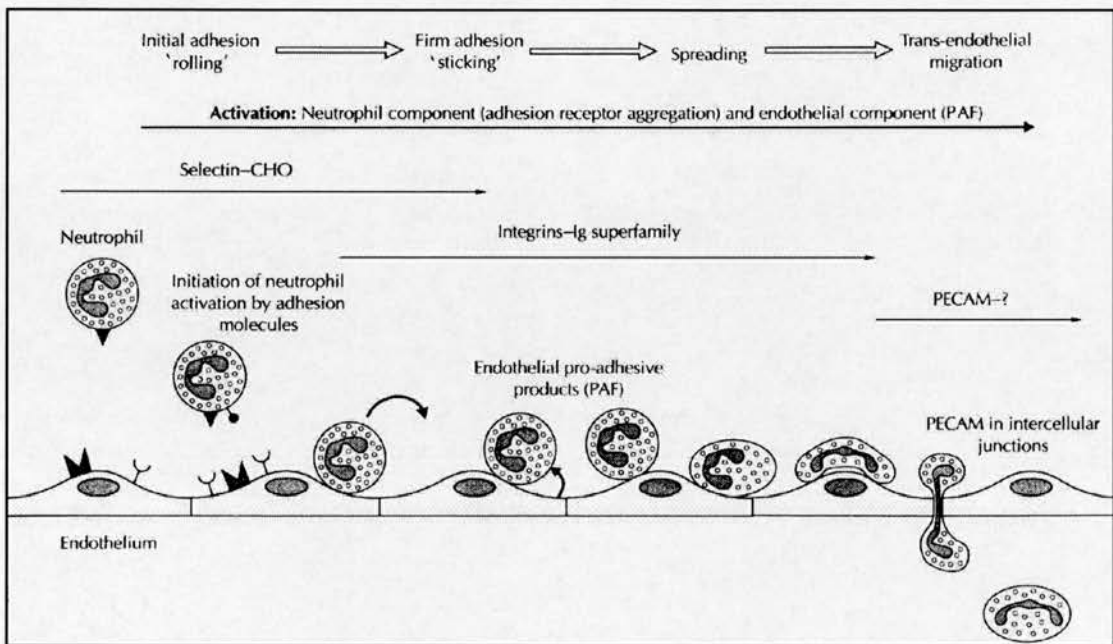 Initial adhesion
'rolling'
Firm adhesion
'sticking'
Spreading
Trans-endothelial
migration
Activation: Neutrophil component (adhesion receptor aggregation) and endothelial component (PAF)
Selectin–CHO
Integrins–Ig superfamily
PECAM–?
Neutrophil
Initiation of neutrophil
activation by adhesion
molecules
Endothelial pro-adhesive
products (PAF)
PECAM in intercellular
junctions
Endothelium